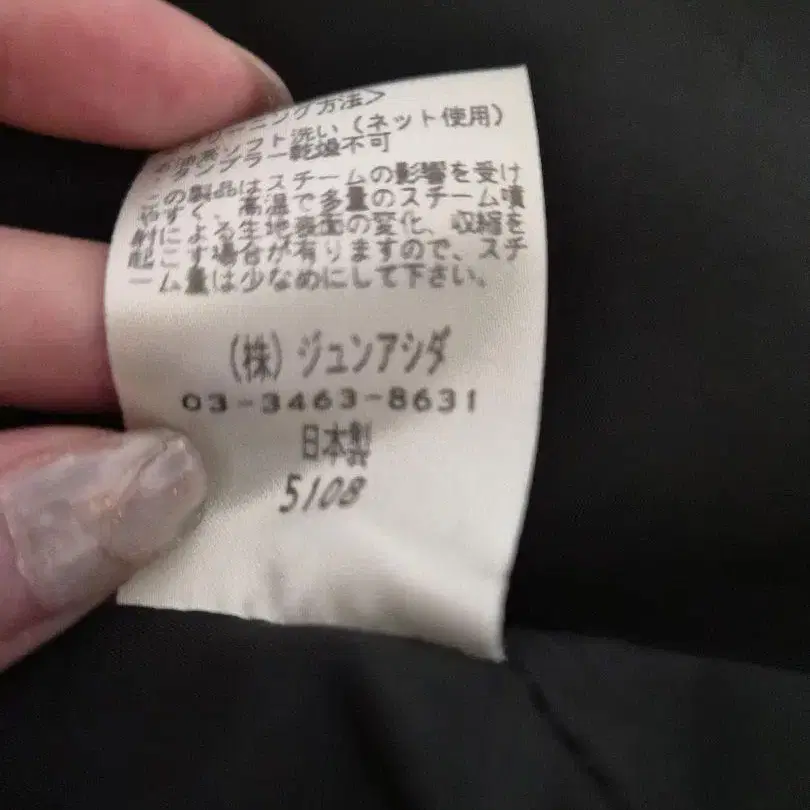 ーニング方法>
石油系ソフト洗い(ネット使用)
タンブラー乾燥不可
この製品はスチームの影響を受け
やすく、高温で多量のスチーム噴
射による生地表面の変化、収縮を
起こす場合が有りますので、スチ
ーム量は少なめにして下さい。
(株)ジュンアシダ
03-3463-8631
日本製
5108